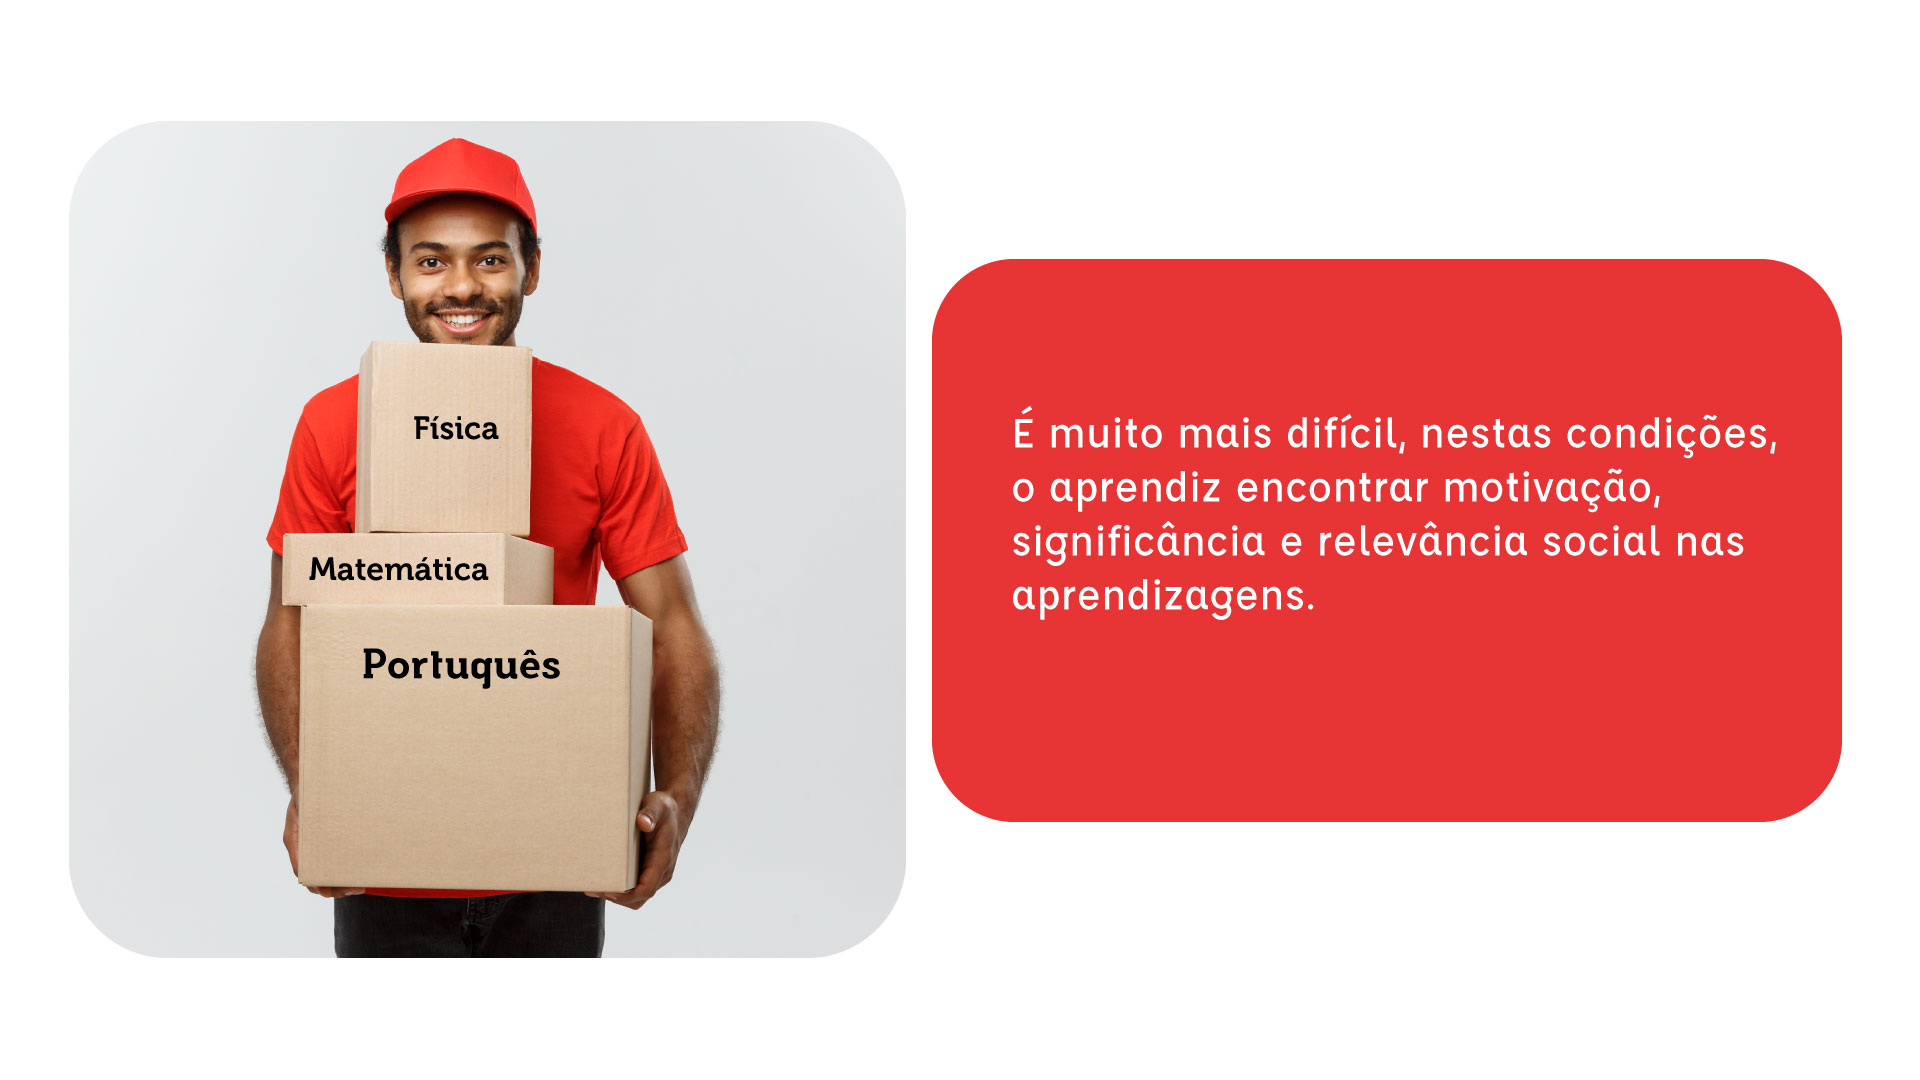 Física
Matemática
Português
É muito mais difícil, nestas condições,
o aprendiz encontrar motivação,
significância e relevância social nas
aprendizagens.